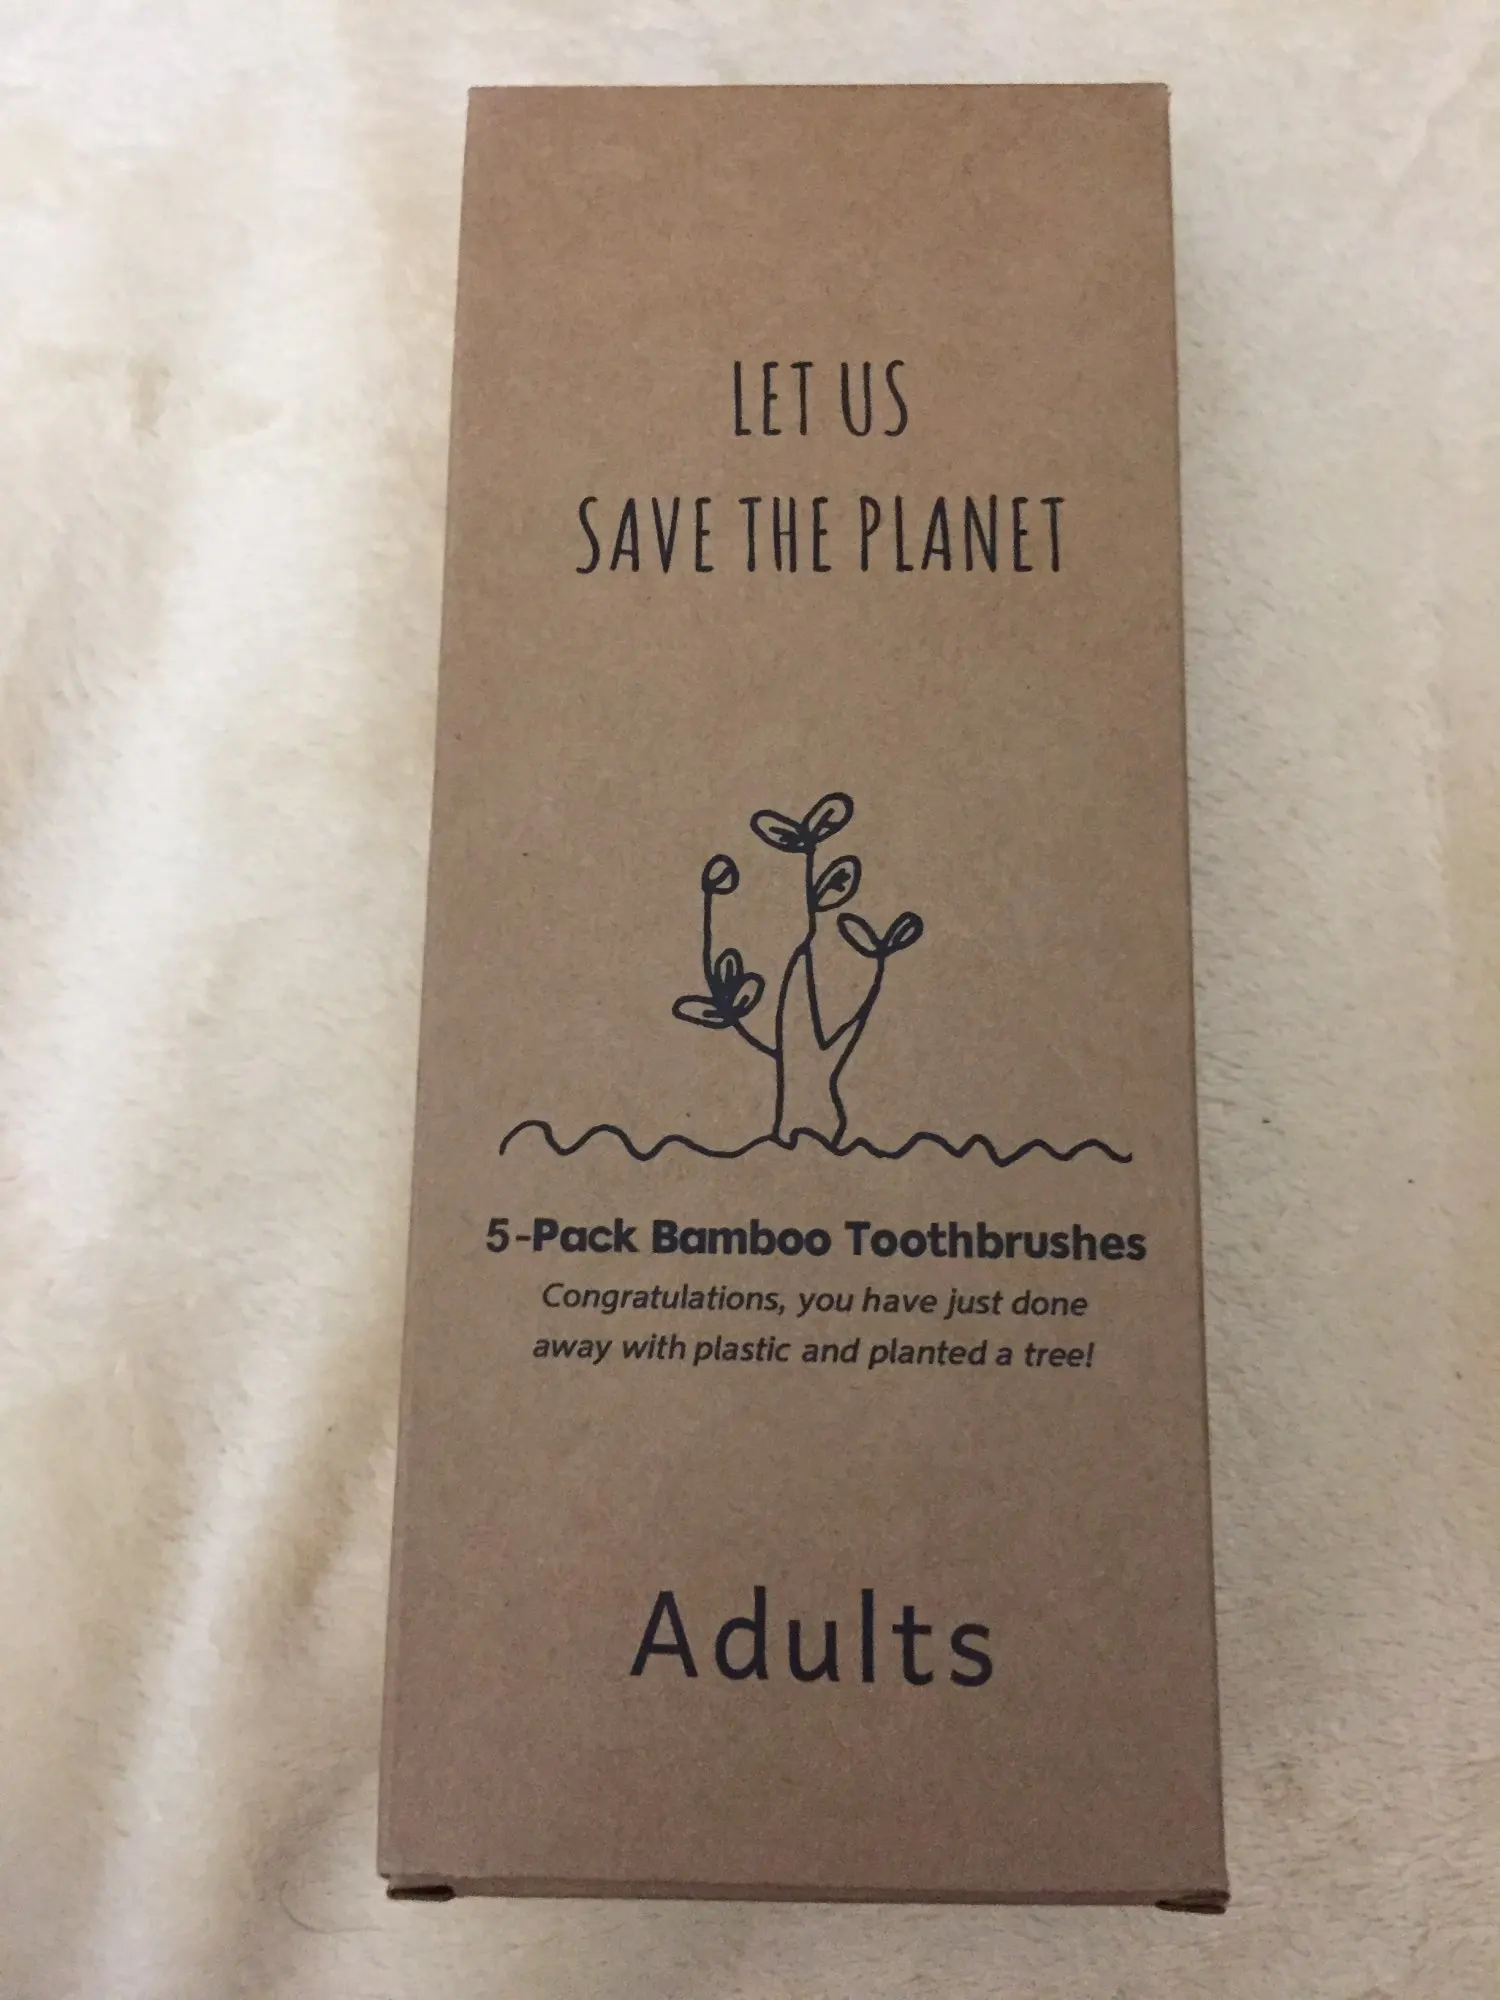 LET US
SAVE THE PLANET
5-Pack Bamboo Toothbrushes
Congratulations, you have just done
away with plastic and planted a tree!
Adults